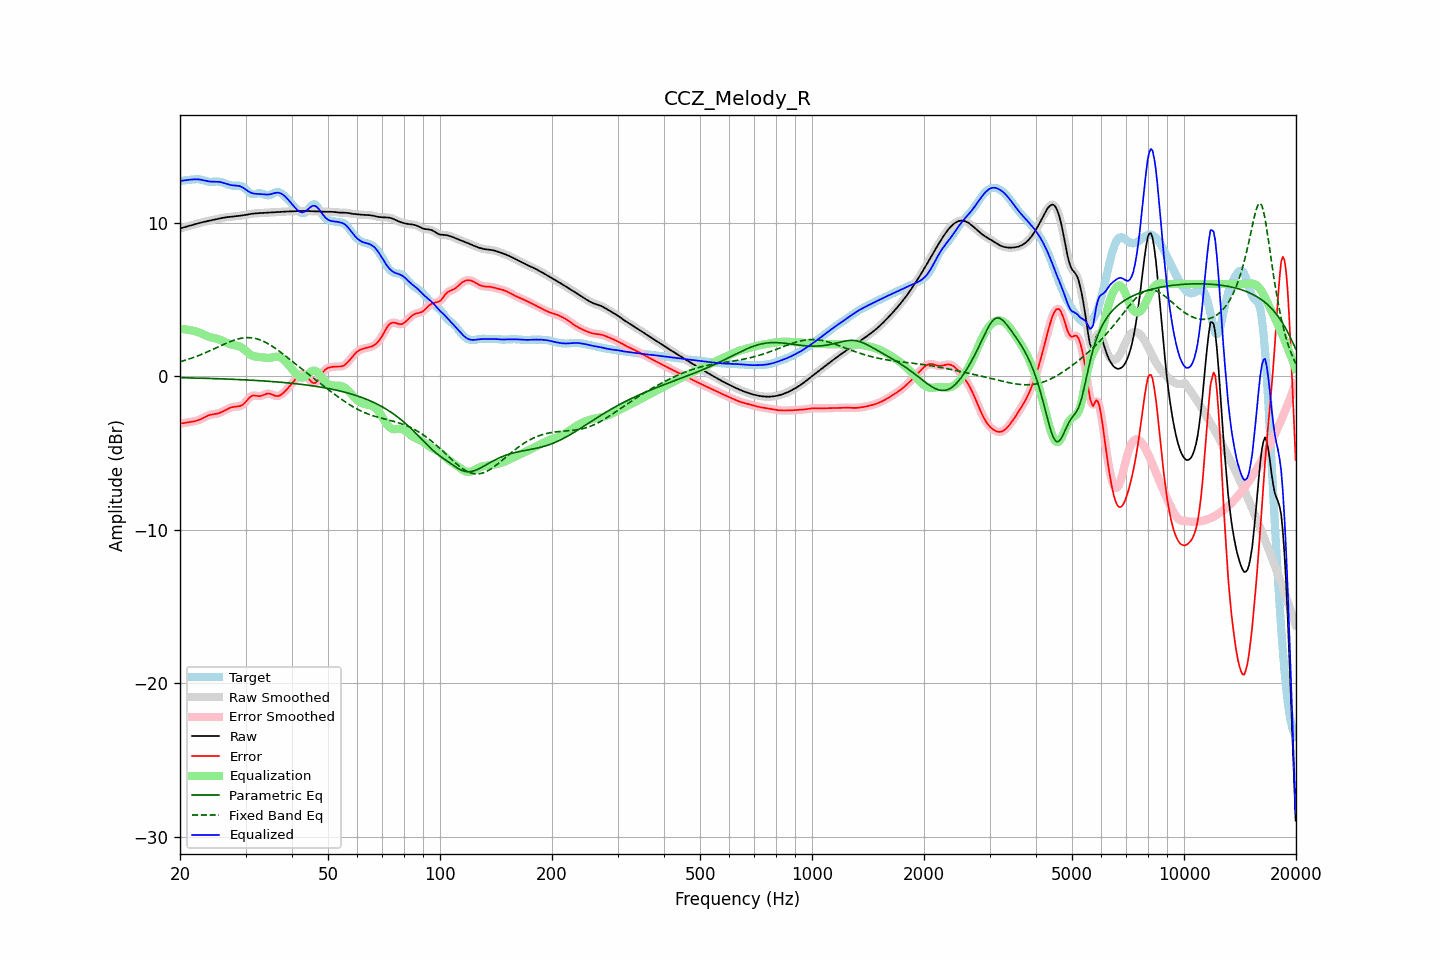 CCZ_Melody_R
Amplitude (dBr)
10
0
−10
−20
−30
Target
Raw Smoothed
Error Smoothed
Raw
Error
Equalization
Parametric Eq
Fixed Band Eq
Equalized
20 50 100 200 500 1000 2000 5000 10000 20000
Frequency (Hz)